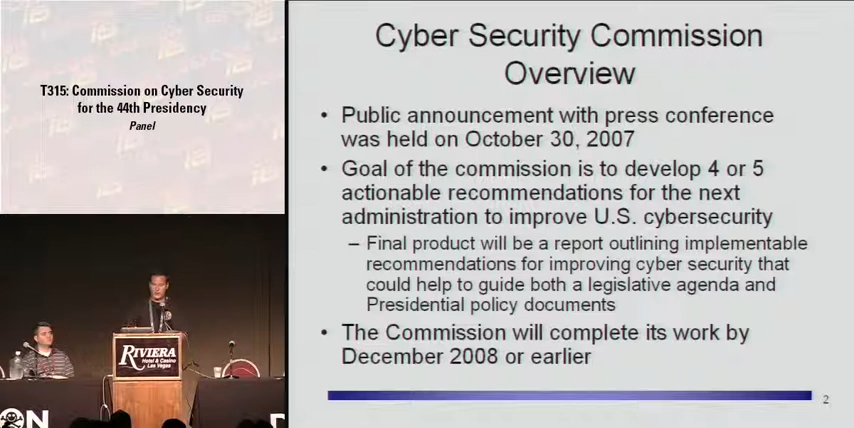 T315: Commission on Cyber Security
for the 44th Presidency
Panel
Cyber Security Commission
Overview
• Public announcement with press conference
was held on October 30, 2007
• Goal of the commission is to develop 4 or 5
actionable recommendations for the next
administration to improve U.S. cybersecurity
– Final product will be a report outlining implementable
recommendations for improving cyber security that
could help to guide both a legislative agenda and
Presidential policy documents
• The Commission will complete its work by
December 2008 or earlier
2
RIVIERA
Hotel & Casino
Las Vegas
ON
D